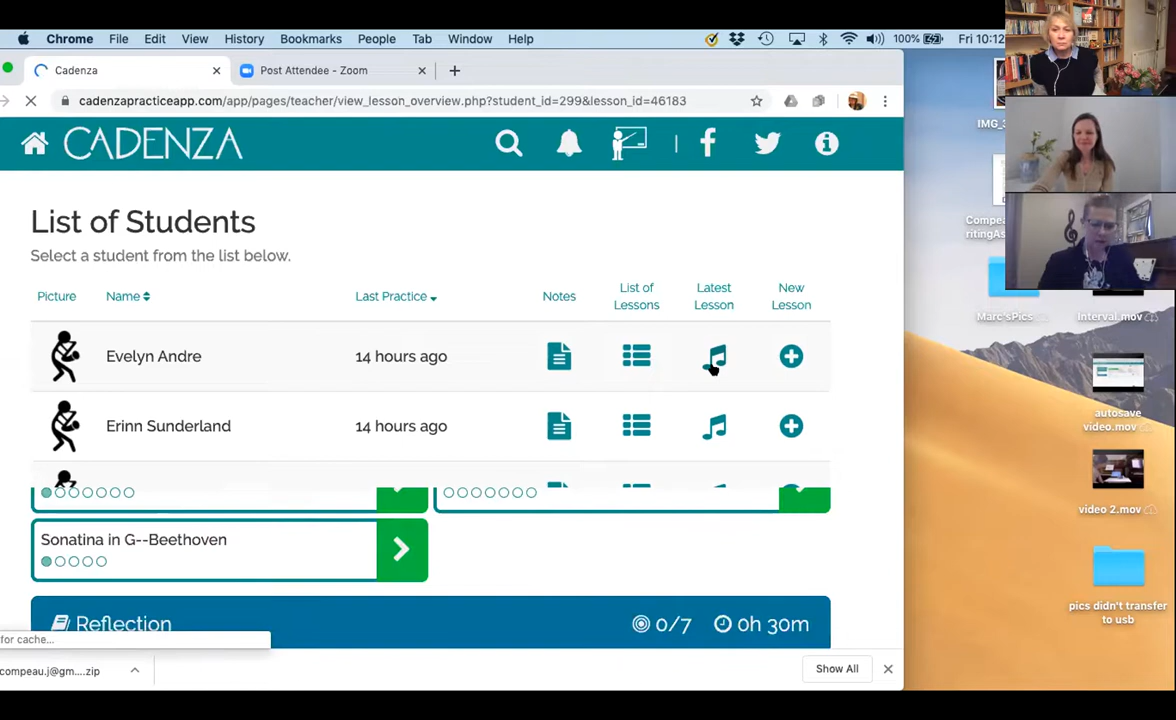 Chrome File Edit View History Bookmarks People Tab Window Help 100% Fri 10:12
Cadenza
Post Attendee - Zoom
cadenzapracticeapp.com/app/pages/teacher/view_lesson_overview.php?student_id=299&lesson_id=46183
CADENZA
List of Students
Select a student from the list below.
Picture Name Last Practice Notes List of Lessons Latest Lesson New Lesson
Evelyn Andre 14 hours ago
Erinn Sunderland 14 hours ago
Sonatina in G--Beethoven
Reflection 0/7 0h 30m
for cache...
compeau.j@gm....zip
Show All
Marc'sPics
Interval.mov
autosave
video.mov
video 2.mov
pics didn't transfer
to usb